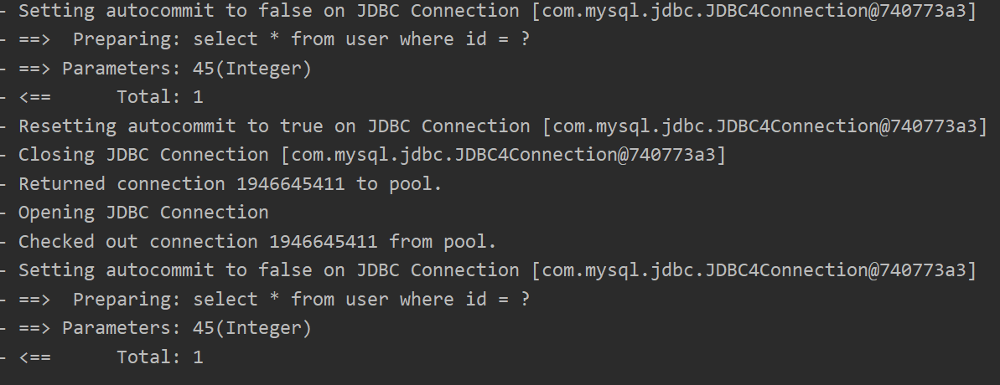 - Setting autocommit to false on JDBC Connection [com.mysql.jdbc.JDBC4Connection@740773a3]
- ==>  Preparing: select * from user where id = ?
- ==> Parameters: 45(Integer)
- <==      Total: 1
- Resetting autocommit to true on JDBC Connection [com.mysql.jdbc.JDBC4Connection@740773a3]
- Closing JDBC Connection [com.mysql.jdbc.JDBC4Connection@740773a3]
- Returned connection 1946645411 to pool.
- Opening JDBC Connection
- Checked out connection 1946645411 from pool.
- Setting autocommit to false on JDBC Connection [com.mysql.jdbc.JDBC4Connection@740773a3]
- ==>  Preparing: select * from user where id = ?
- ==> Parameters: 45(Integer)
- <==      Total: 1